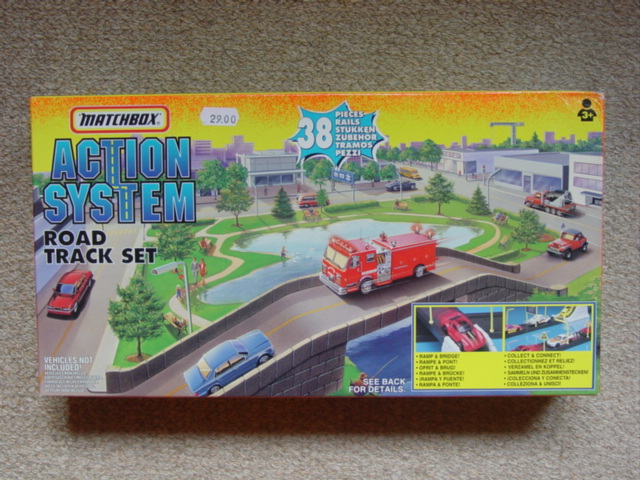 MATCHBOX
29.00
38
PIECES
RAILS
STUKKEN
ZUBEHÖR
TRAMOS
PEZZI
3+
ACTION
SYSTEM
ROAD
TRACK SET
VEHICLES NOT
INCLUDED!
SEE BACK
FOR DETAILS.
• RAMP & BRIDGE!
• RAMPE & PONT!
• OPRIT & BRUG!
• RAMPE & BRÜCKE!
• ¡RAMPA Y PUENTE!
• RAMPA & PONTE!
• COLLECT & CONNECT!
• COLLECTIONNEZ ET RELIEZ!
• VERZAMEL EN KOPPEL!
• SAMMELN UND ZUSAMMENSTECKEN!
• ¡COLECCIONA Y CONECTA!
• COLLEZIONA & UNISCI!